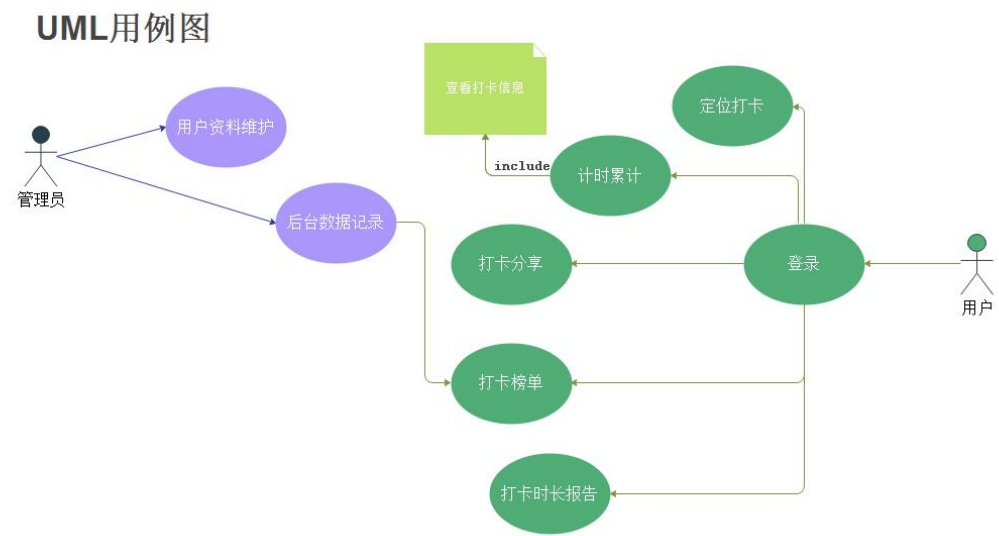 UML用例图
查看打卡信息
定位打卡
用户资料维护
include
计时累计
管理员
后台数据记录
打卡分享
登录
用户
打卡榜单
打卡时长报告